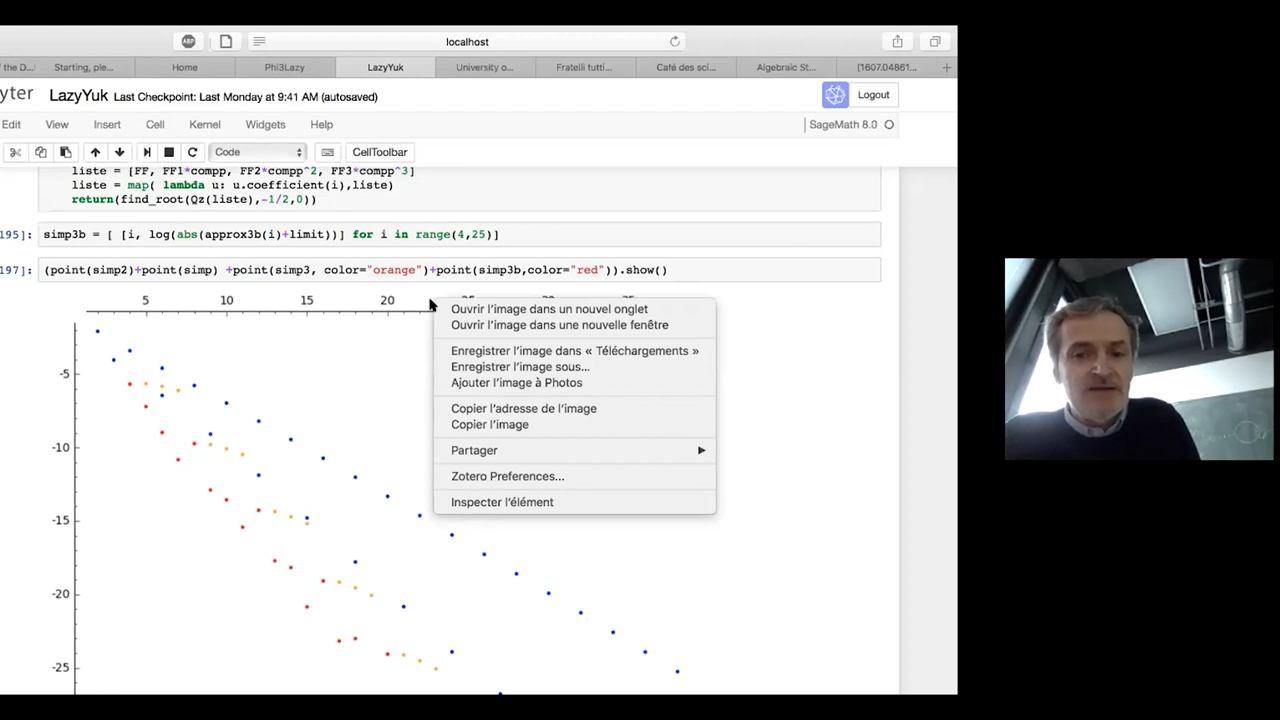 localhost
f the D... Starting, ple... Home Phi3Lazy LazyYuk University o... Fratelli tutti... Café des sci... Algebraic St... [1607.04861...
yter LazyYuk Last Checkpoint: Last Monday at 9:41 AM (autosaved) Logout
Edit View Insert Cell Kernel Widgets Help SageMath 8.0
Code CellToolbar
liste = [FF, FF1*compp, FF2*compp^2, FF3*compp^3]
liste = map( lambda u: u.coefficient(i),liste)
return(find_root(Qz(liste),-1/2,0))
195]: simp3b = [ [i, log(abs(approx3b(i)+limit))] for i in range(4,25)]
197]: (point(simp2)+point(simp) +point(simp3, color="orange")+point(simp3b,color="red")).show()
5 10 15 20
Ouvrir l'image dans un nouvel onglet
Ouvrir l'image dans une nouvelle fenêtre
Enregistrer l'image dans « Téléchargements »
Enregistrer l'image sous...
Ajouter l'image à Photos
Copier l'adresse de l'image
Copier l'image
Partager
Zotero Preferences...
Inspecter l'élément
-5
-10
-15
-20
-25
ABP